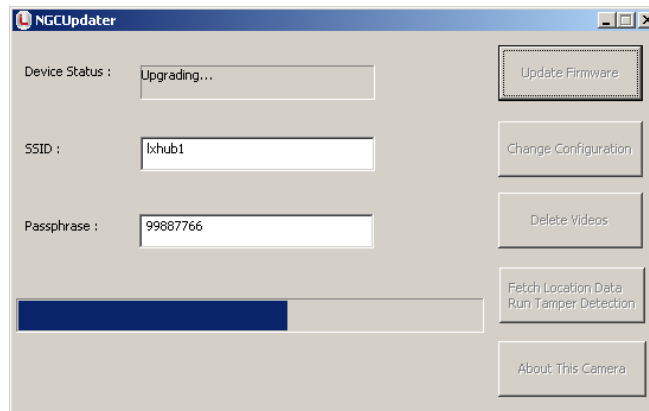 NGCUpdater
Device Status :
Upgrading...
Update Firmware
SSID :
lxhub1
Change Configuration
Passphrase :
99887766
Delete Videos
Fetch Location Data
Run Tamper Detection
About This Camera